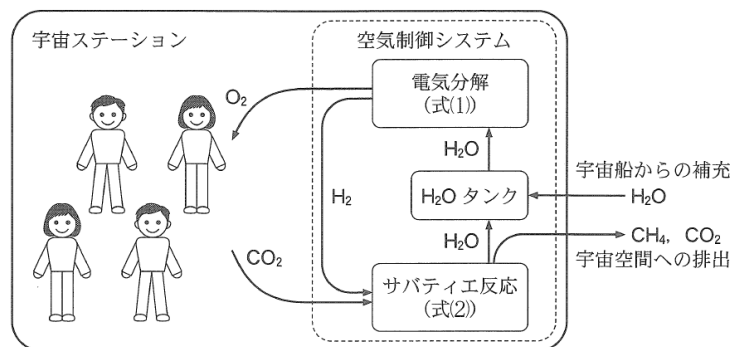 宇宙ステーション
空気制御システム
電気分解
(式(1))
O₂
H₂O
宇宙船からの補充
H₂
H₂O タンク
H₂O
H₂O
CH₄, CO₂
宇宙空間への排出
CO₂
サバティエ反応
(式(2))